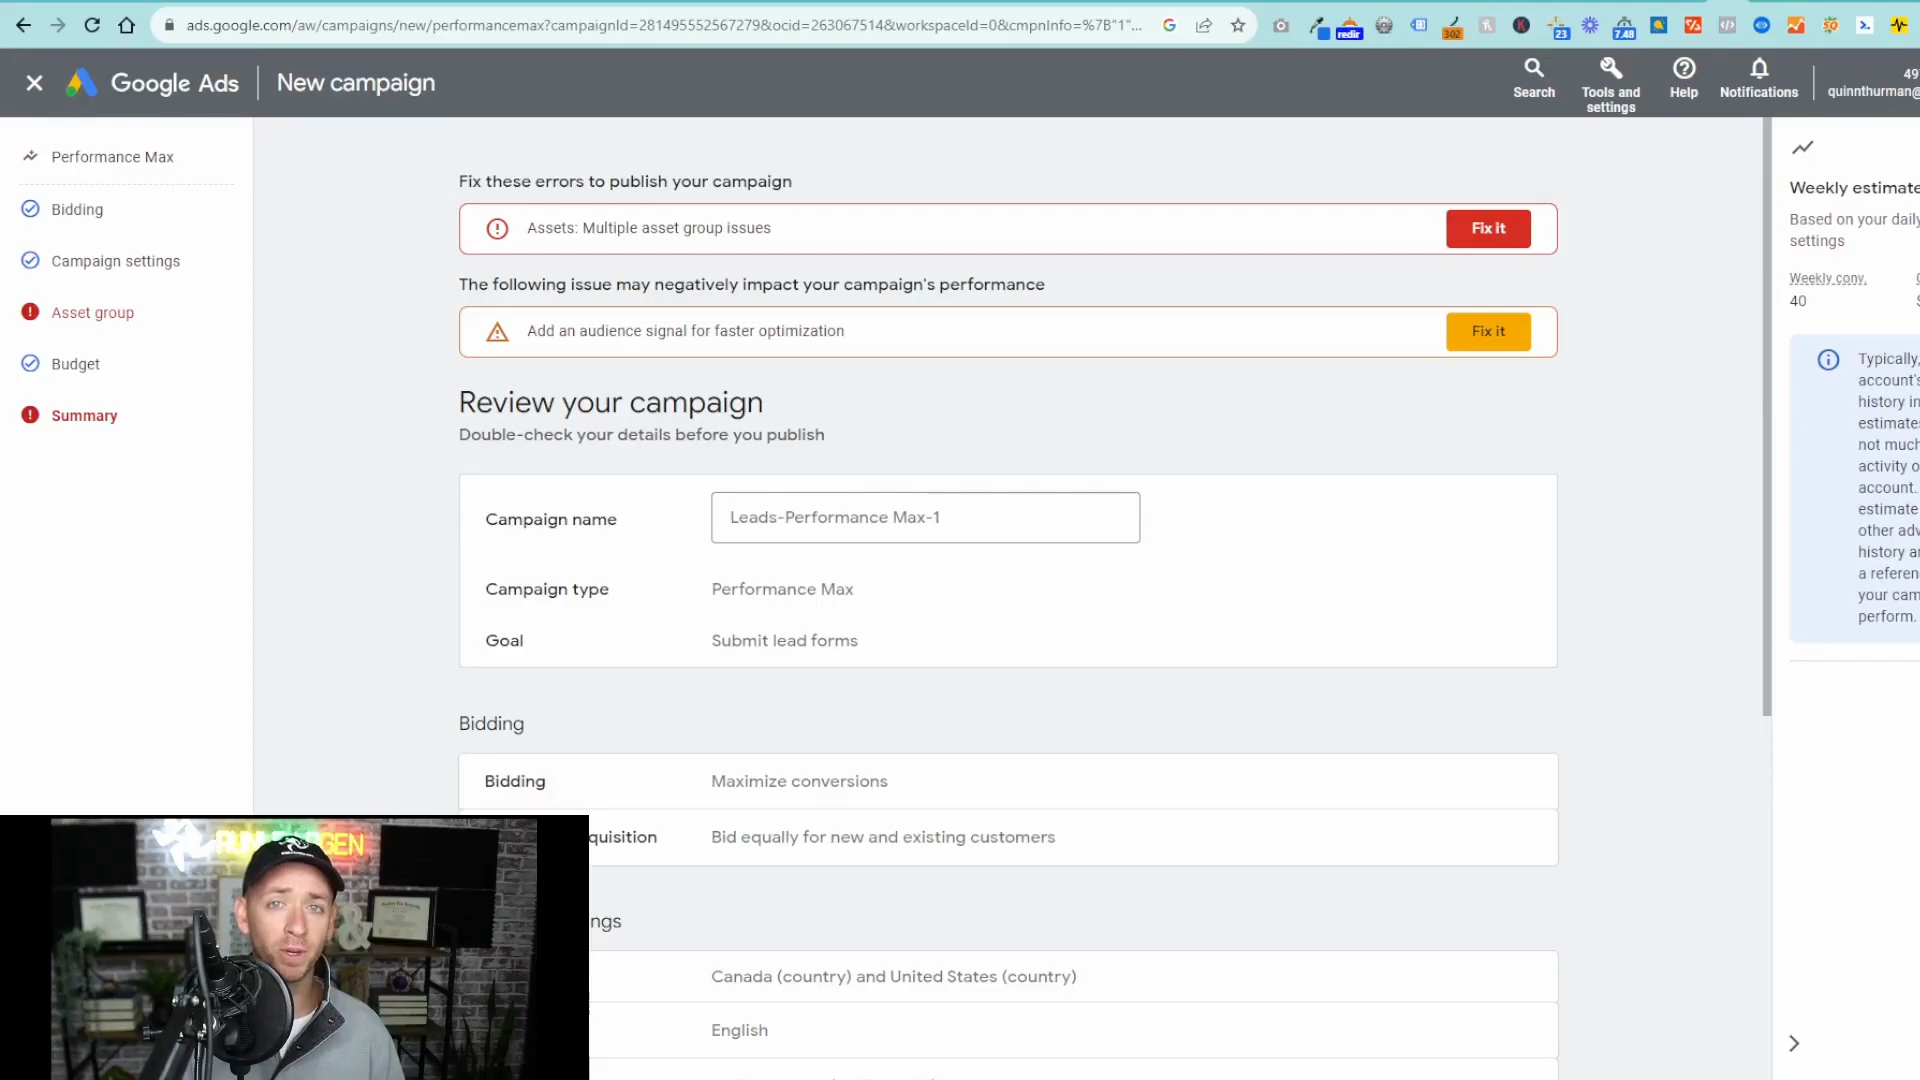 ads.google.com/aw/campaigns/new/performancemax?campaignId=281495552567279&ocid=263067514&workspaceId=0&cmpnInfo=%7B"1"...
redir
302
23
7.48
Google Ads
New campaign
Search
Tools and
settings
Help
Notifications
49
quinnthurman@
Performance Max
Bidding
Campaign settings
Asset group
Budget
Summary
Fix these errors to publish your campaign
Assets: Multiple asset group issues
Fix it
The following issue may negatively impact your campaign's performance
Add an audience signal for faster optimization
Fix it
Review your campaign
Double-check your details before you publish
Campaign name
Leads-Performance Max-1
Campaign type
Performance Max
Goal
Submit lead forms
Bidding
Bidding
Maximize conversions
quisition
Bid equally for new and existing customers
ngs
Canada (country) and United States (country)
English
Weekly estimate
Based on your daily
settings
Weekly conv.
40
Typically,
account's
history in
estimate
not much
activity o
account.
estimate
other adv
history a
a referen
your cam
perform.
GEN
&